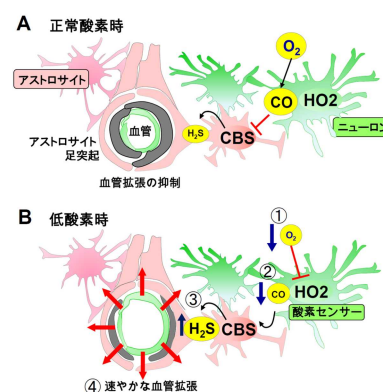 A 正常酸素時
O₂
アストロサイト
CO HO2
血管
H₂S
CBS
ニューロン
アストロサイト
足突起
血管拡張の抑制
B 低酸素時
①
O₂
②
CO HO2
③
酸素センサー
H₂S CBS
④ 速やかな血管拡張